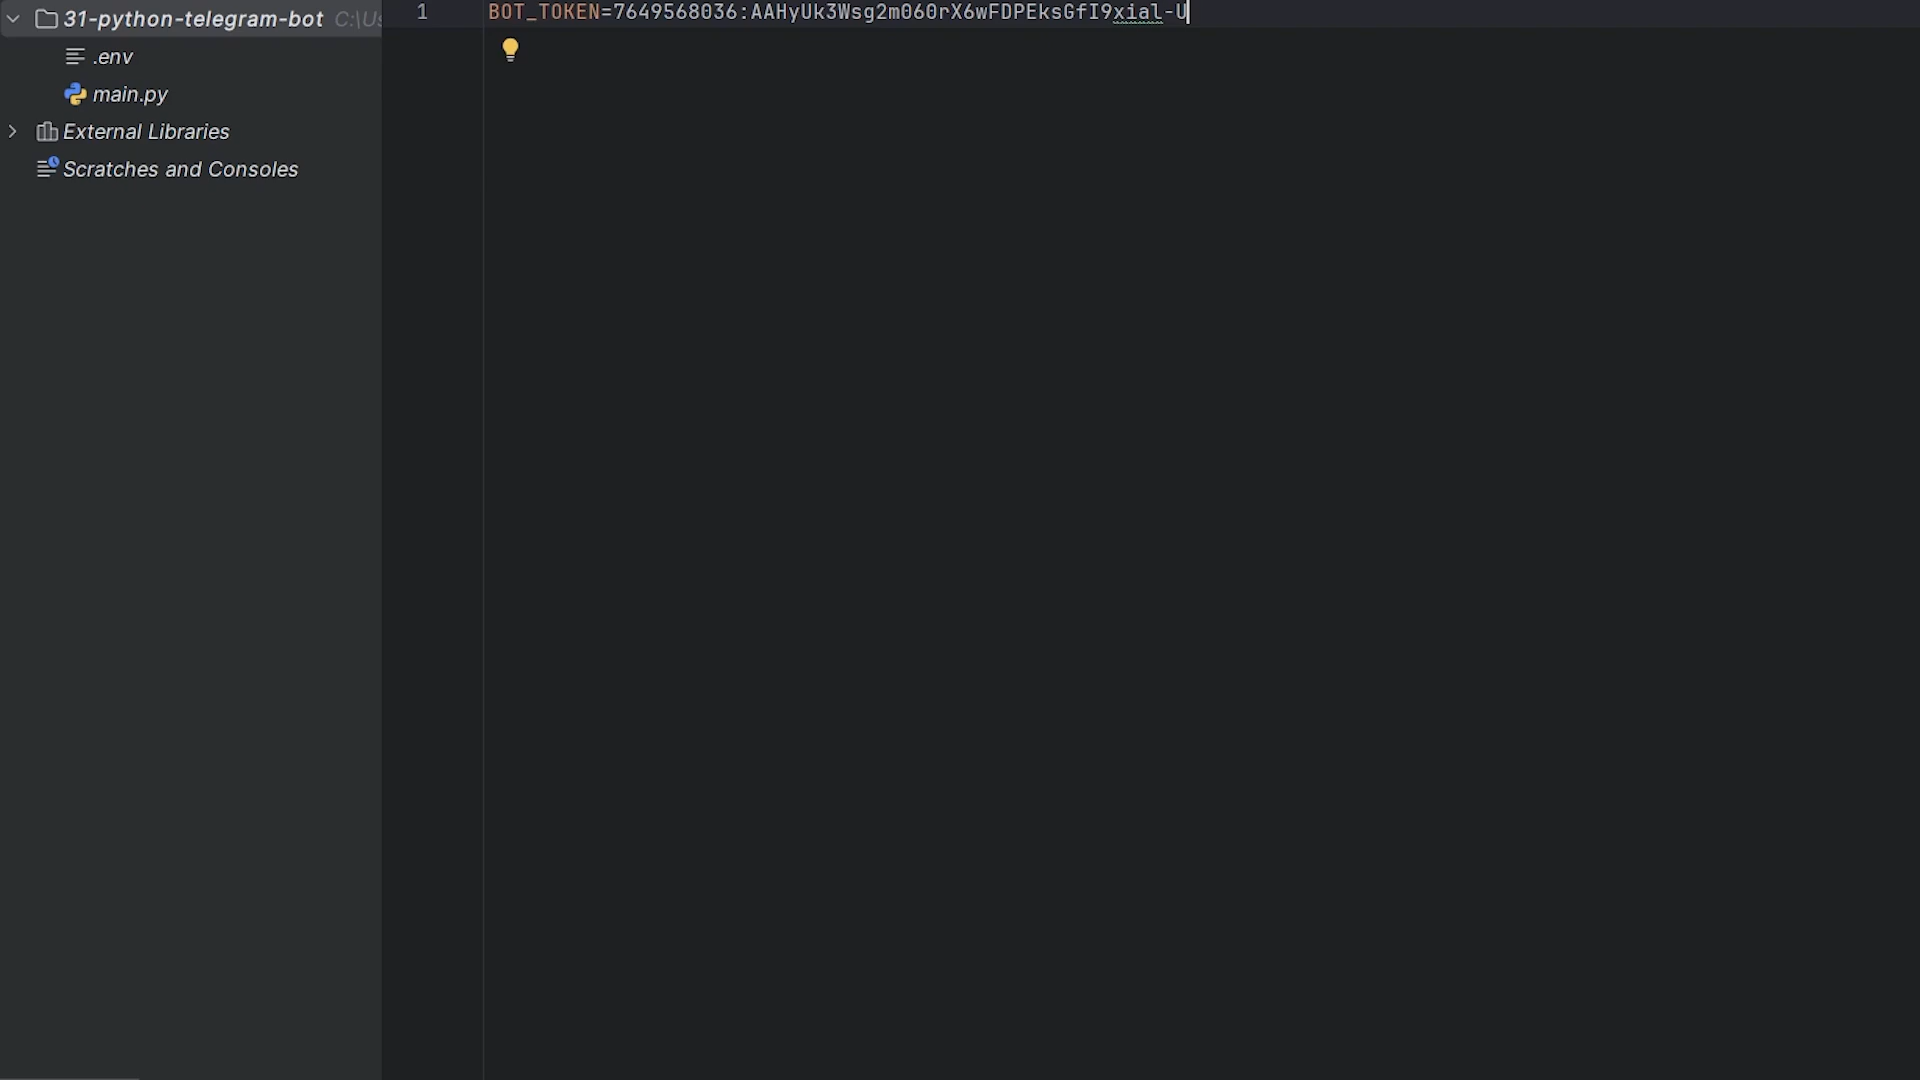 31-python-telegram-bot C:\Us
.env
main.py
External Libraries
Scratches and Consoles
1 BOT_TOKEN=7649568036:AAHyUk3Wsg2m060rX6wFDPEksGfI9xial-U